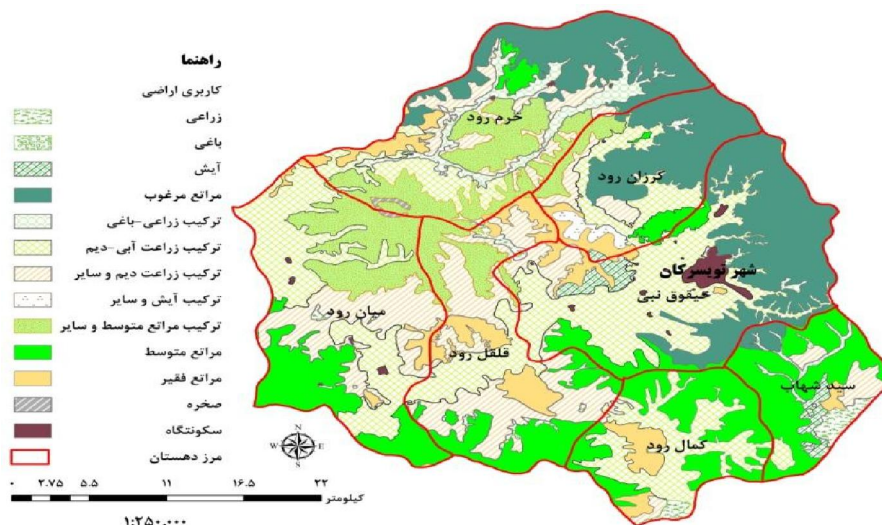 راهنما
کاربری اراضی
زراعی
باغی
آیش
مراتع مرغوب
ترکیب زراعی-باغی
ترکیب زراعت آبی-دیم
ترکیب زراعت دیم و سایر
ترکیب آیش و سایر
ترکیب مراتع متوسط و سایر
مراتع متوسط
مراتع فقیر
صخره
سکونتگاه
مرز دهستان
۰ ۲.۷۵ ۵.۵ ۱۱ ۱۶.۵ ۲۲ کیلومتر
۱:۲۵۰,۰۰۰
N
W E
S
خرم رود
کرزان رود
شهر تویسرکان
حیقوق نبی
میان رود
قلقل رود
سید شهاب
کمال رود